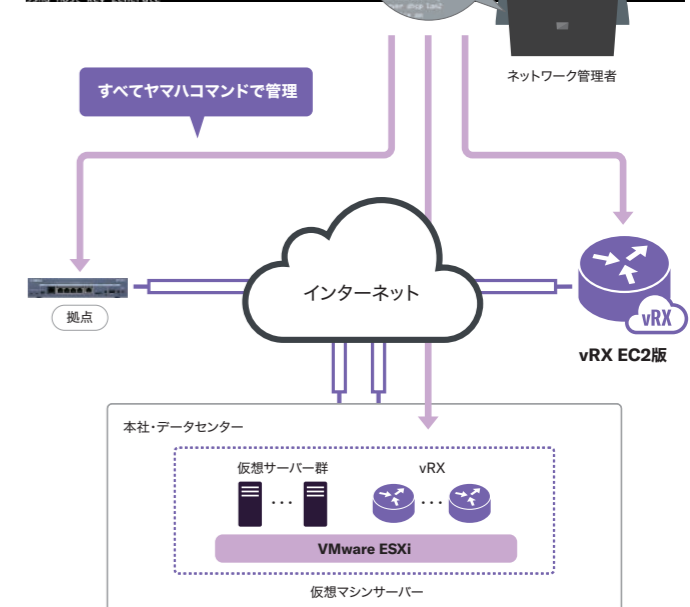 ネットワーク管理者
すべてヤマハコマンドで管理
インターネット
拠点
vRX
vRX EC2版
本社・データセンター
仮想サーバー群
vRX
...
...
VMware ESXi
仮想マシンサーバー